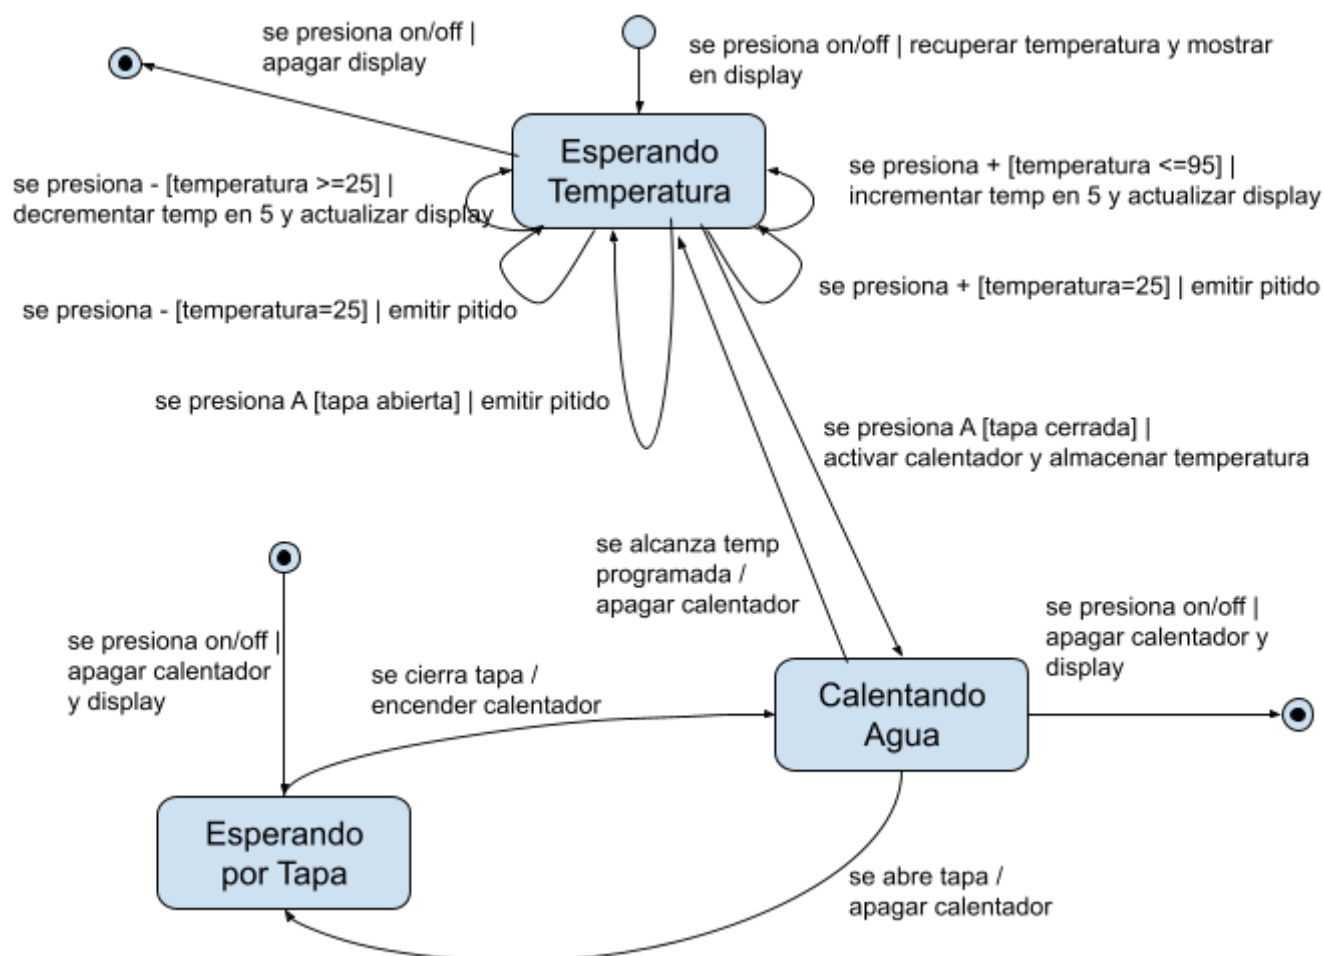 se presiona on/off |
apagar display
se presiona on/off | recuperar temperatura y mostrar
en display
Esperando
Temperatura
se presiona - [temperatura >=25] |
decrementar temp en 5 y actualizar display
se presiona + [temperatura <=95] |
incrementar temp en 5 y actualizar display
se presiona - [temperatura=25] | emitir pitido
se presiona + [temperatura=25] | emitir pitido
se presiona A [tapa abierta] | emitir pitido
se presiona A [tapa cerrada] |
activar calentador y almacenar temperatura
se alcanza temp
programada /
apagar calentador
se presiona on/off |
apagar calentador y
display
se presiona on/off |
apagar calentador
y display
se cierra tapa /
encender calentador
Calentando
Agua
Esperando
por Tapa
se abre tapa /
apagar calentador